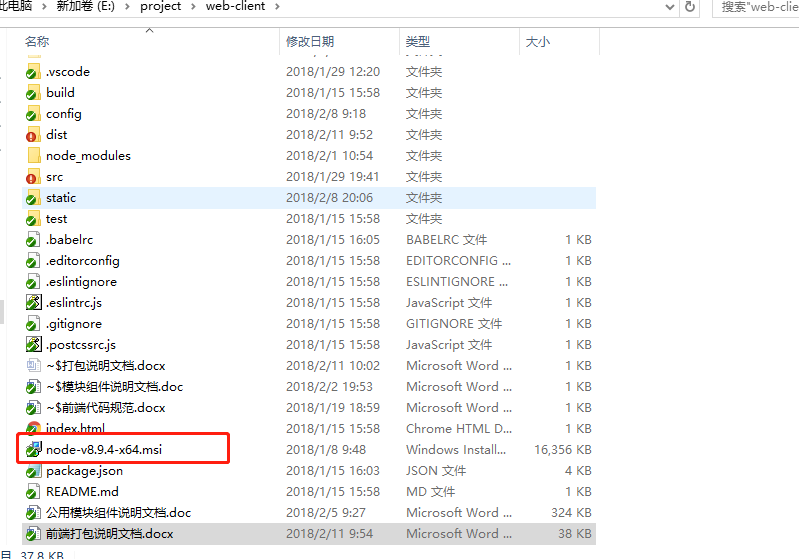 此电脑 › 新加卷 (E:) › project › web-client › 搜索"web-clie
名称 修改日期 类型 大小
.vscode 2018/1/29 12:20 文件夹
build 2018/1/15 15:58 文件夹
config 2018/2/8 9:18 文件夹
dist 2018/2/11 9:52 文件夹
node_modules 2018/2/1 10:54 文件夹
src 2018/1/29 19:41 文件夹
static 2018/2/8 20:06 文件夹
test 2018/1/15 15:58 文件夹
.babelrc 2018/1/15 16:05 BABELRC 文件 1 KB
.editorconfig 2018/1/15 15:58 EDITORCONFIG ... 1 KB
.eslintignore 2018/1/15 15:58 ESLINTIGNORE ... 1 KB
.eslintrc.js 2018/1/15 15:58 JavaScript 文件 1 KB
.gitignore 2018/1/15 15:58 GITIGNORE 文件 1 KB
.postcssrc.js 2018/1/15 15:58 JavaScript 文件 1 KB
~$打包说明文档.docx 2018/2/11 10:02 Microsoft Word ... 1 KB
~$模块组件说明文档.doc 2018/2/2 19:53 Microsoft Word ... 1 KB
~$前端代码规范.docx 2018/1/19 18:59 Microsoft Word ... 1 KB
index.html 2018/1/15 15:58 Chrome HTML D... 1 KB
node-v8.9.4-x64.msi 2018/1/8 9:48 Windows Install... 16,356 KB
package.json 2018/1/15 16:03 JSON 文件 4 KB
README.md 2018/1/15 15:58 MD 文件 1 KB
公用模块组件说明文档.doc 2018/2/5 9:27 Microsoft Word ... 324 KB
前端打包说明文档.docx 2018/2/11 9:54 Microsoft Word ... 38 KB
目 37.8 KB